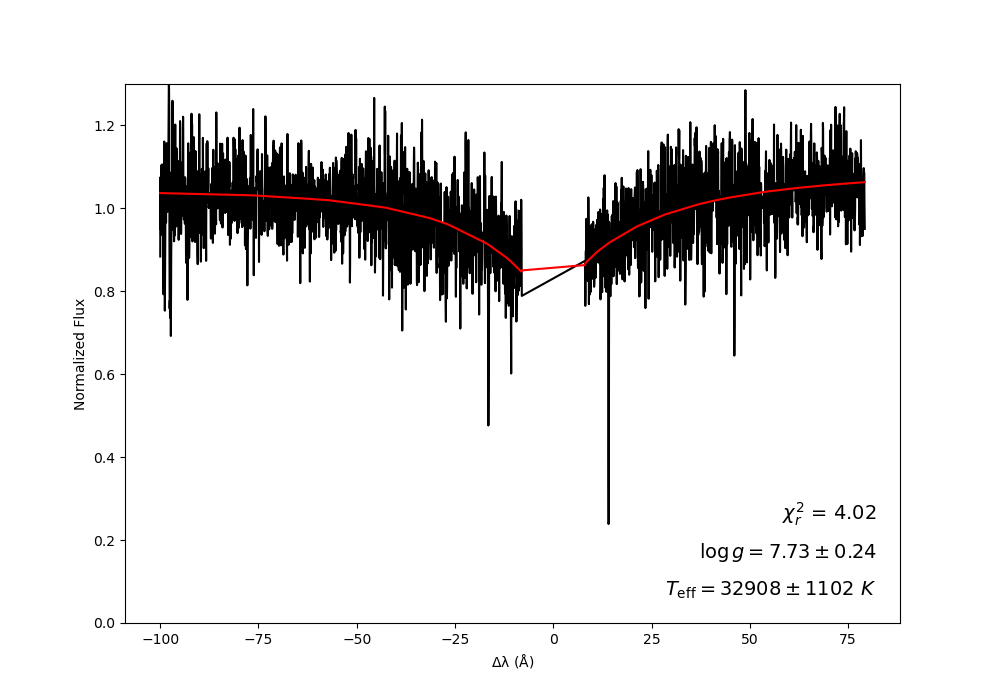 1.2
1.0
0.8
0.6
0.4
0.2
0.0
Normalized Flux
χ²ᵣ = 4.02
log g = 7.73 ± 0.24
T_eff = 32908 ± 1102 K
−100 −75 −50 −25 0 25 50 75
Δλ (Å)